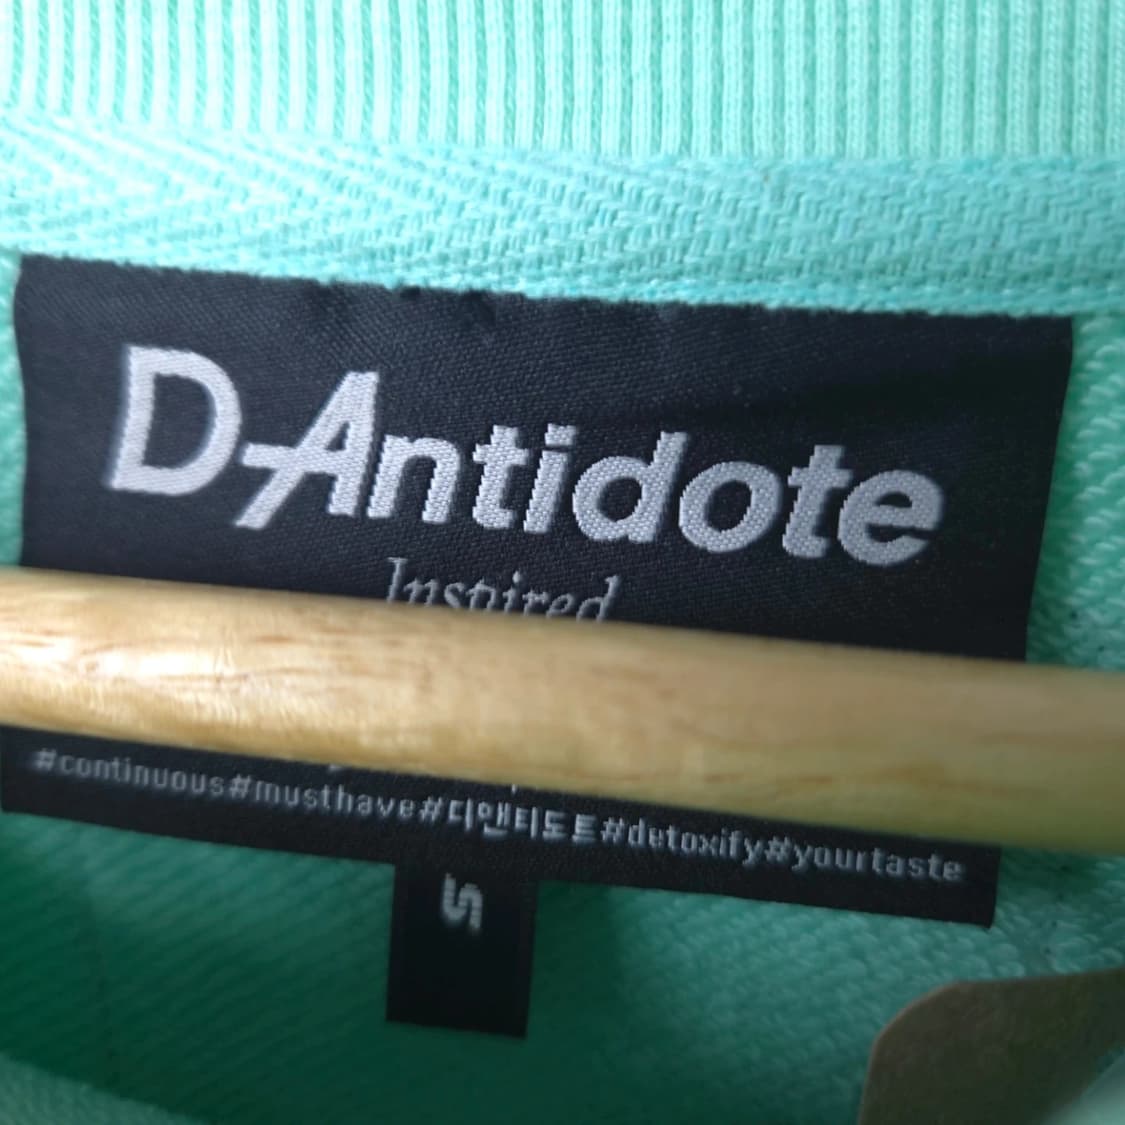 D-Antidote
Inspired
#continuous#musthave#디앤티도트#detoxify#yourtaste
S